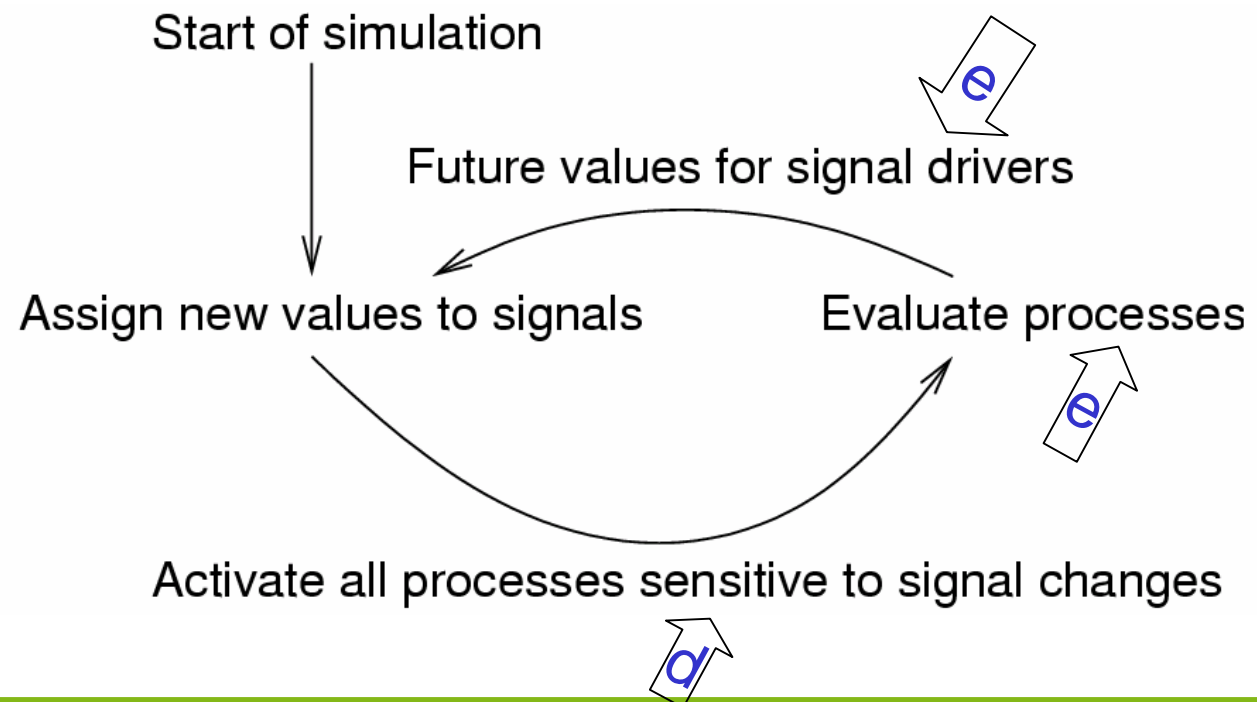 Start of simulation
e
Future values for signal drivers
Assign new values to signals
Evaluate processes
e
Activate all processes sensitive to signal changes
d